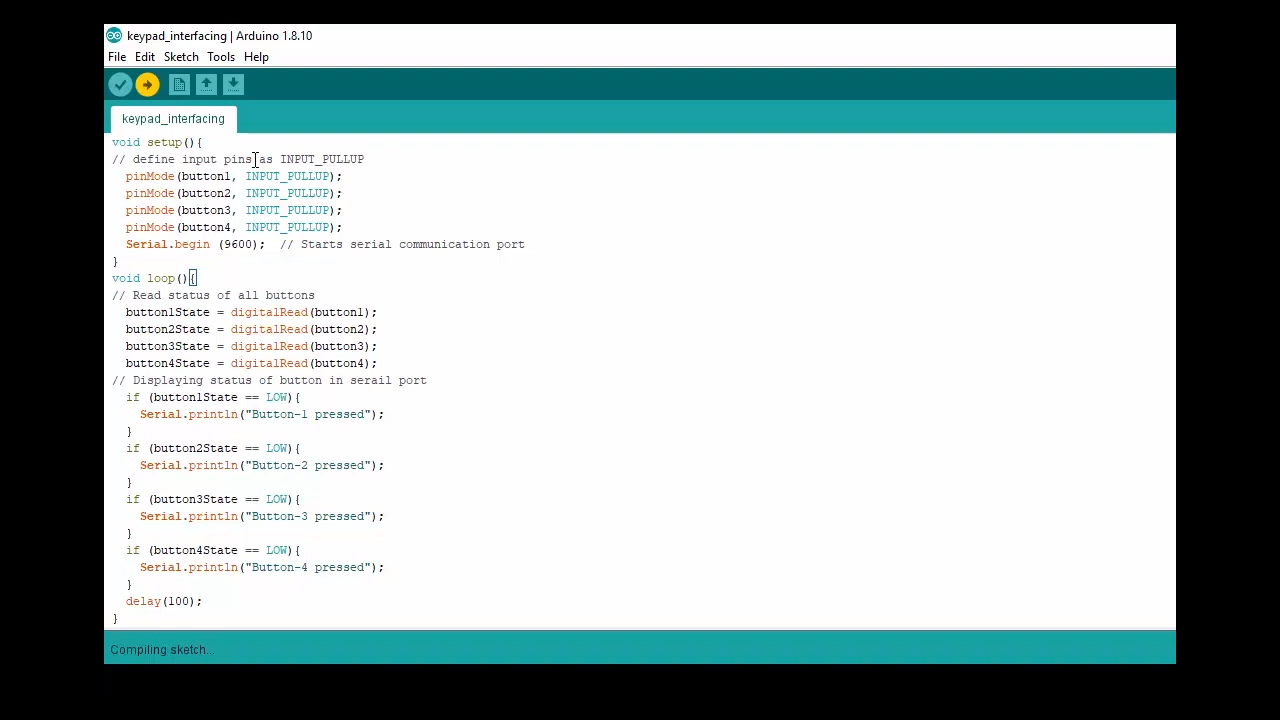 keypad_interfacing | Arduino 1.8.10
File Edit Sketch Tools Help
keypad_interfacing
void setup(){
// define input pins as INPUT_PULLUP
pinMode(button1, INPUT_PULLUP);
pinMode(button2, INPUT_PULLUP);
pinMode(button3, INPUT_PULLUP);
pinMode(button4, INPUT_PULLUP);
Serial.begin (9600);  // Starts serial communication port
}
void loop(){
// Read status of all buttons
button1State = digitalRead(button1);
button2State = digitalRead(button2);
button3State = digitalRead(button3);
button4State = digitalRead(button4);
// Displaying status of button in serail port
if (button1State == LOW){
Serial.println("Button-1 pressed");
}
if (button2State == LOW){
Serial.println("Button-2 pressed");
}
if (button3State == LOW){
Serial.println("Button-3 pressed");
}
if (button4State == LOW){
Serial.println("Button-4 pressed");
}
delay(100);
}
Compiling sketch...